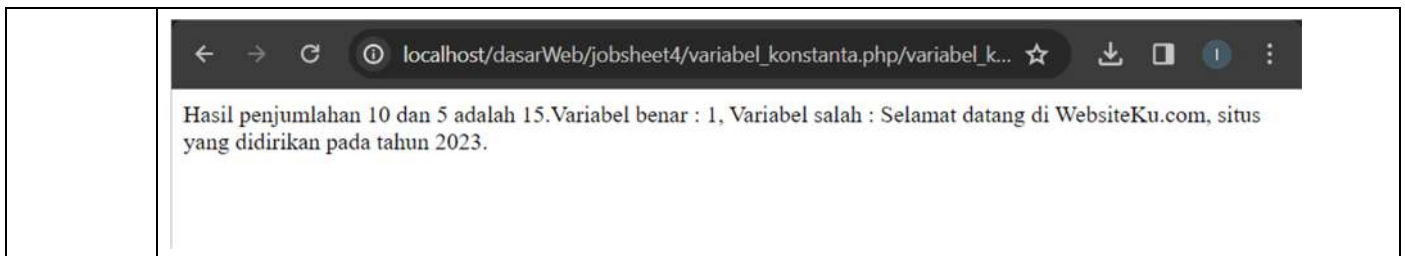 localhost/dasarWeb/jobsheet4/variabel_konstanta.php/variabel_k...
I
Hasil penjumlahan 10 dan 5 adalah 15.Variabel benar : 1, Variabel salah : Selamat datang di WebsiteKu.com, situs
yang didirikan pada tahun 2023.